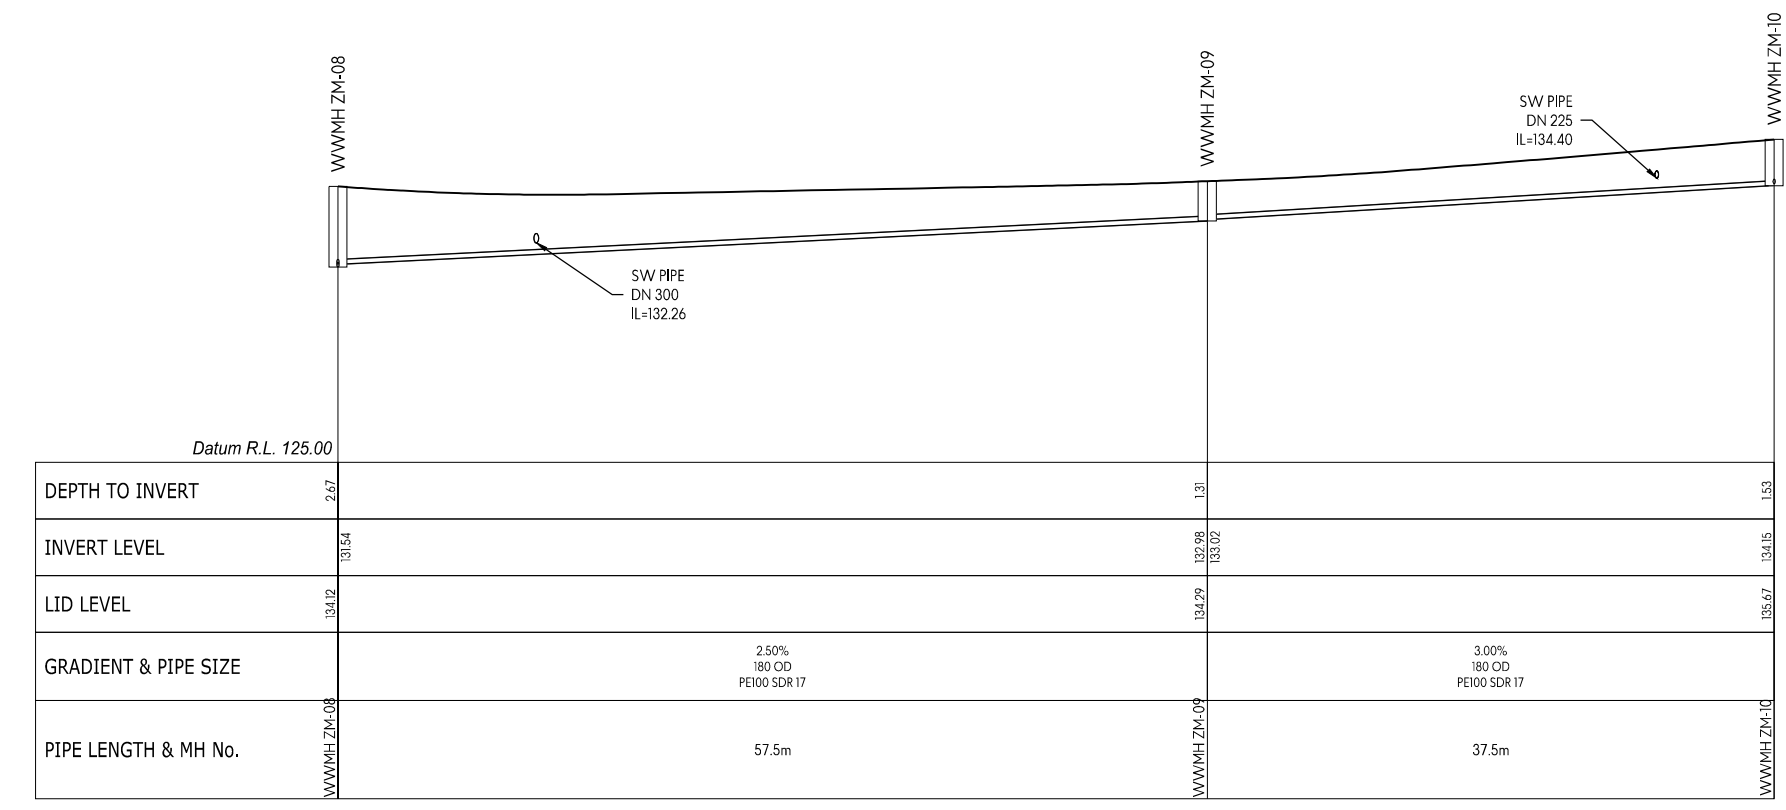 WWMH ZM-08
WWMH ZM-09
WWMH ZM-10
SW PIPE
DN 225
IL=134.40
SW PIPE
DN 300
IL=132.26
Datum R.L. 125.00
DEPTH TO INVERT
2.67
1.31
1.53
INVERT LEVEL
131.54
132.98
133.02
134.15
LID LEVEL
134.12
134.29
135.67
GRADIENT & PIPE SIZE
2.50%
180 OD
PE100 SDR 17
3.00%
180 OD
PE100 SDR 17
PIPE LENGTH & MH No.
WWMH ZM-08
57.5m
WWMH ZM-09
37.5m
WWMH ZM-10